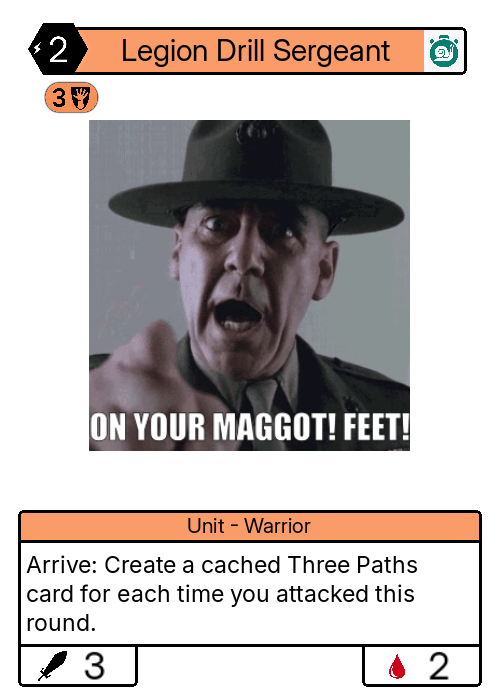 2
Legion Drill Sergeant
3
ON YOUR MAGGOT! FEET!
Unit - Warrior
Arrive: Create a cached Three Paths
card for each time you attacked this
round.
3
2